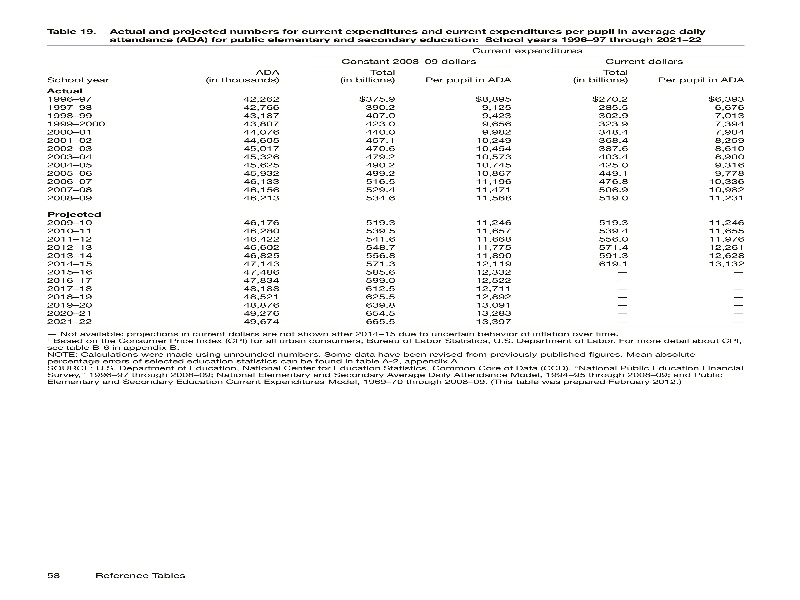 Table 19. Actual and projected numbers for current expenditures and current expenditures per pupil in average daily
attendance (ADA) for public elementary and secondary education: School years 1996–97 through 2021–22
Current expenditures
Constant 2008–09 dollars Current dollars
ADA Total Total
School year (in thousands) (in billions) Per pupil in ADA (in billions) Per pupil in ADA
Actual
1996–97 42,262 $375.9 $8,895 $270.2 $6,393
1997–98 42,766 390.2 9,125 285.5 6,676
1998–99 43,187 407.0 9,423 302.9 7,013
1999–2000 43,807 423.0 9,656 323.9 7,394
2000–01 44,076 440.0 9,982 348.4 7,904
2001–02 44,605 457.1 10,249 368.4 8,259
2002–03 45,017 470.6 10,454 387.6 8,610
2003–04 45,326 479.2 10,573 403.4 8,900
2004–05 45,625 490.2 10,745 425.0 9,316
2005–06 45,932 499.2 10,867 449.1 9,778
2006–07 46,133 516.5 11,196 476.8 10,336
2007–08 46,156 529.4 11,471 506.9 10,982
2008–09 46,213 534.6 11,568 519.0 11,231
Projected
2009–10 46,176 519.3 11,246 519.3 11,246
2010–11 46,280 539.5 11,657 539.4 11,655
2011–12 46,422 541.6 11,668 556.0 11,976
2012–13 46,602 548.7 11,775 571.4 12,261
2013–14 46,825 556.8 11,890 591.3 12,628
2014–15 47,143 571.3 12,119 619.1 13,132
2015–16 47,486 585.6 12,332 — —
2016–17 47,834 599.0 12,522 — —
2017–18 48,188 612.5 12,711 — —
2018–19 48,521 625.5 12,892 — —
2019–20 48,876 639.8 13,091 — —
2020–21 49,276 654.5 13,283 — —
2021–22 49,674 665.5 13,397 — —
— Not available; projections in current dollars are not shown after 2014–15 due to uncertain behavior of inflation over time.
Based on the Consumer Price Index (CPI) for all urban consumers, Bureau of Labor Statistics, U.S. Department of Labor. For more detail about CPI,
see table B-6 in appendix B.
NOTE: Calculations were made using unrounded numbers. Some data have been revised from previously published figures. Mean absolute
percentage errors of selected education statistics can be found in table A-2, appendix A.
SOURCE: U.S. Department of Education, National Center for Education Statistics, Common Core of Data (CCD), "National Public Education Financial
Survey," 1996–97 through 2008–09; National Elementary and Secondary Average Daily Attendance Model, 1994–95 through 2008–09; and Public
Elementary and Secondary Education Current Expenditures Model, 1969–70 through 2008–09. (This table was prepared February 2012.)
58 Reference Tables